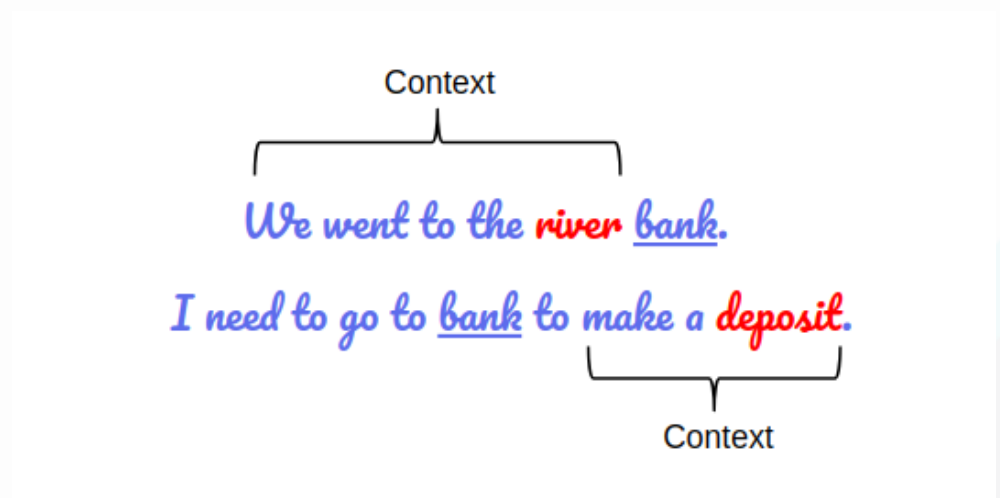 Context
We went to the river bank.
I need to go to bank to make a deposit.
Context